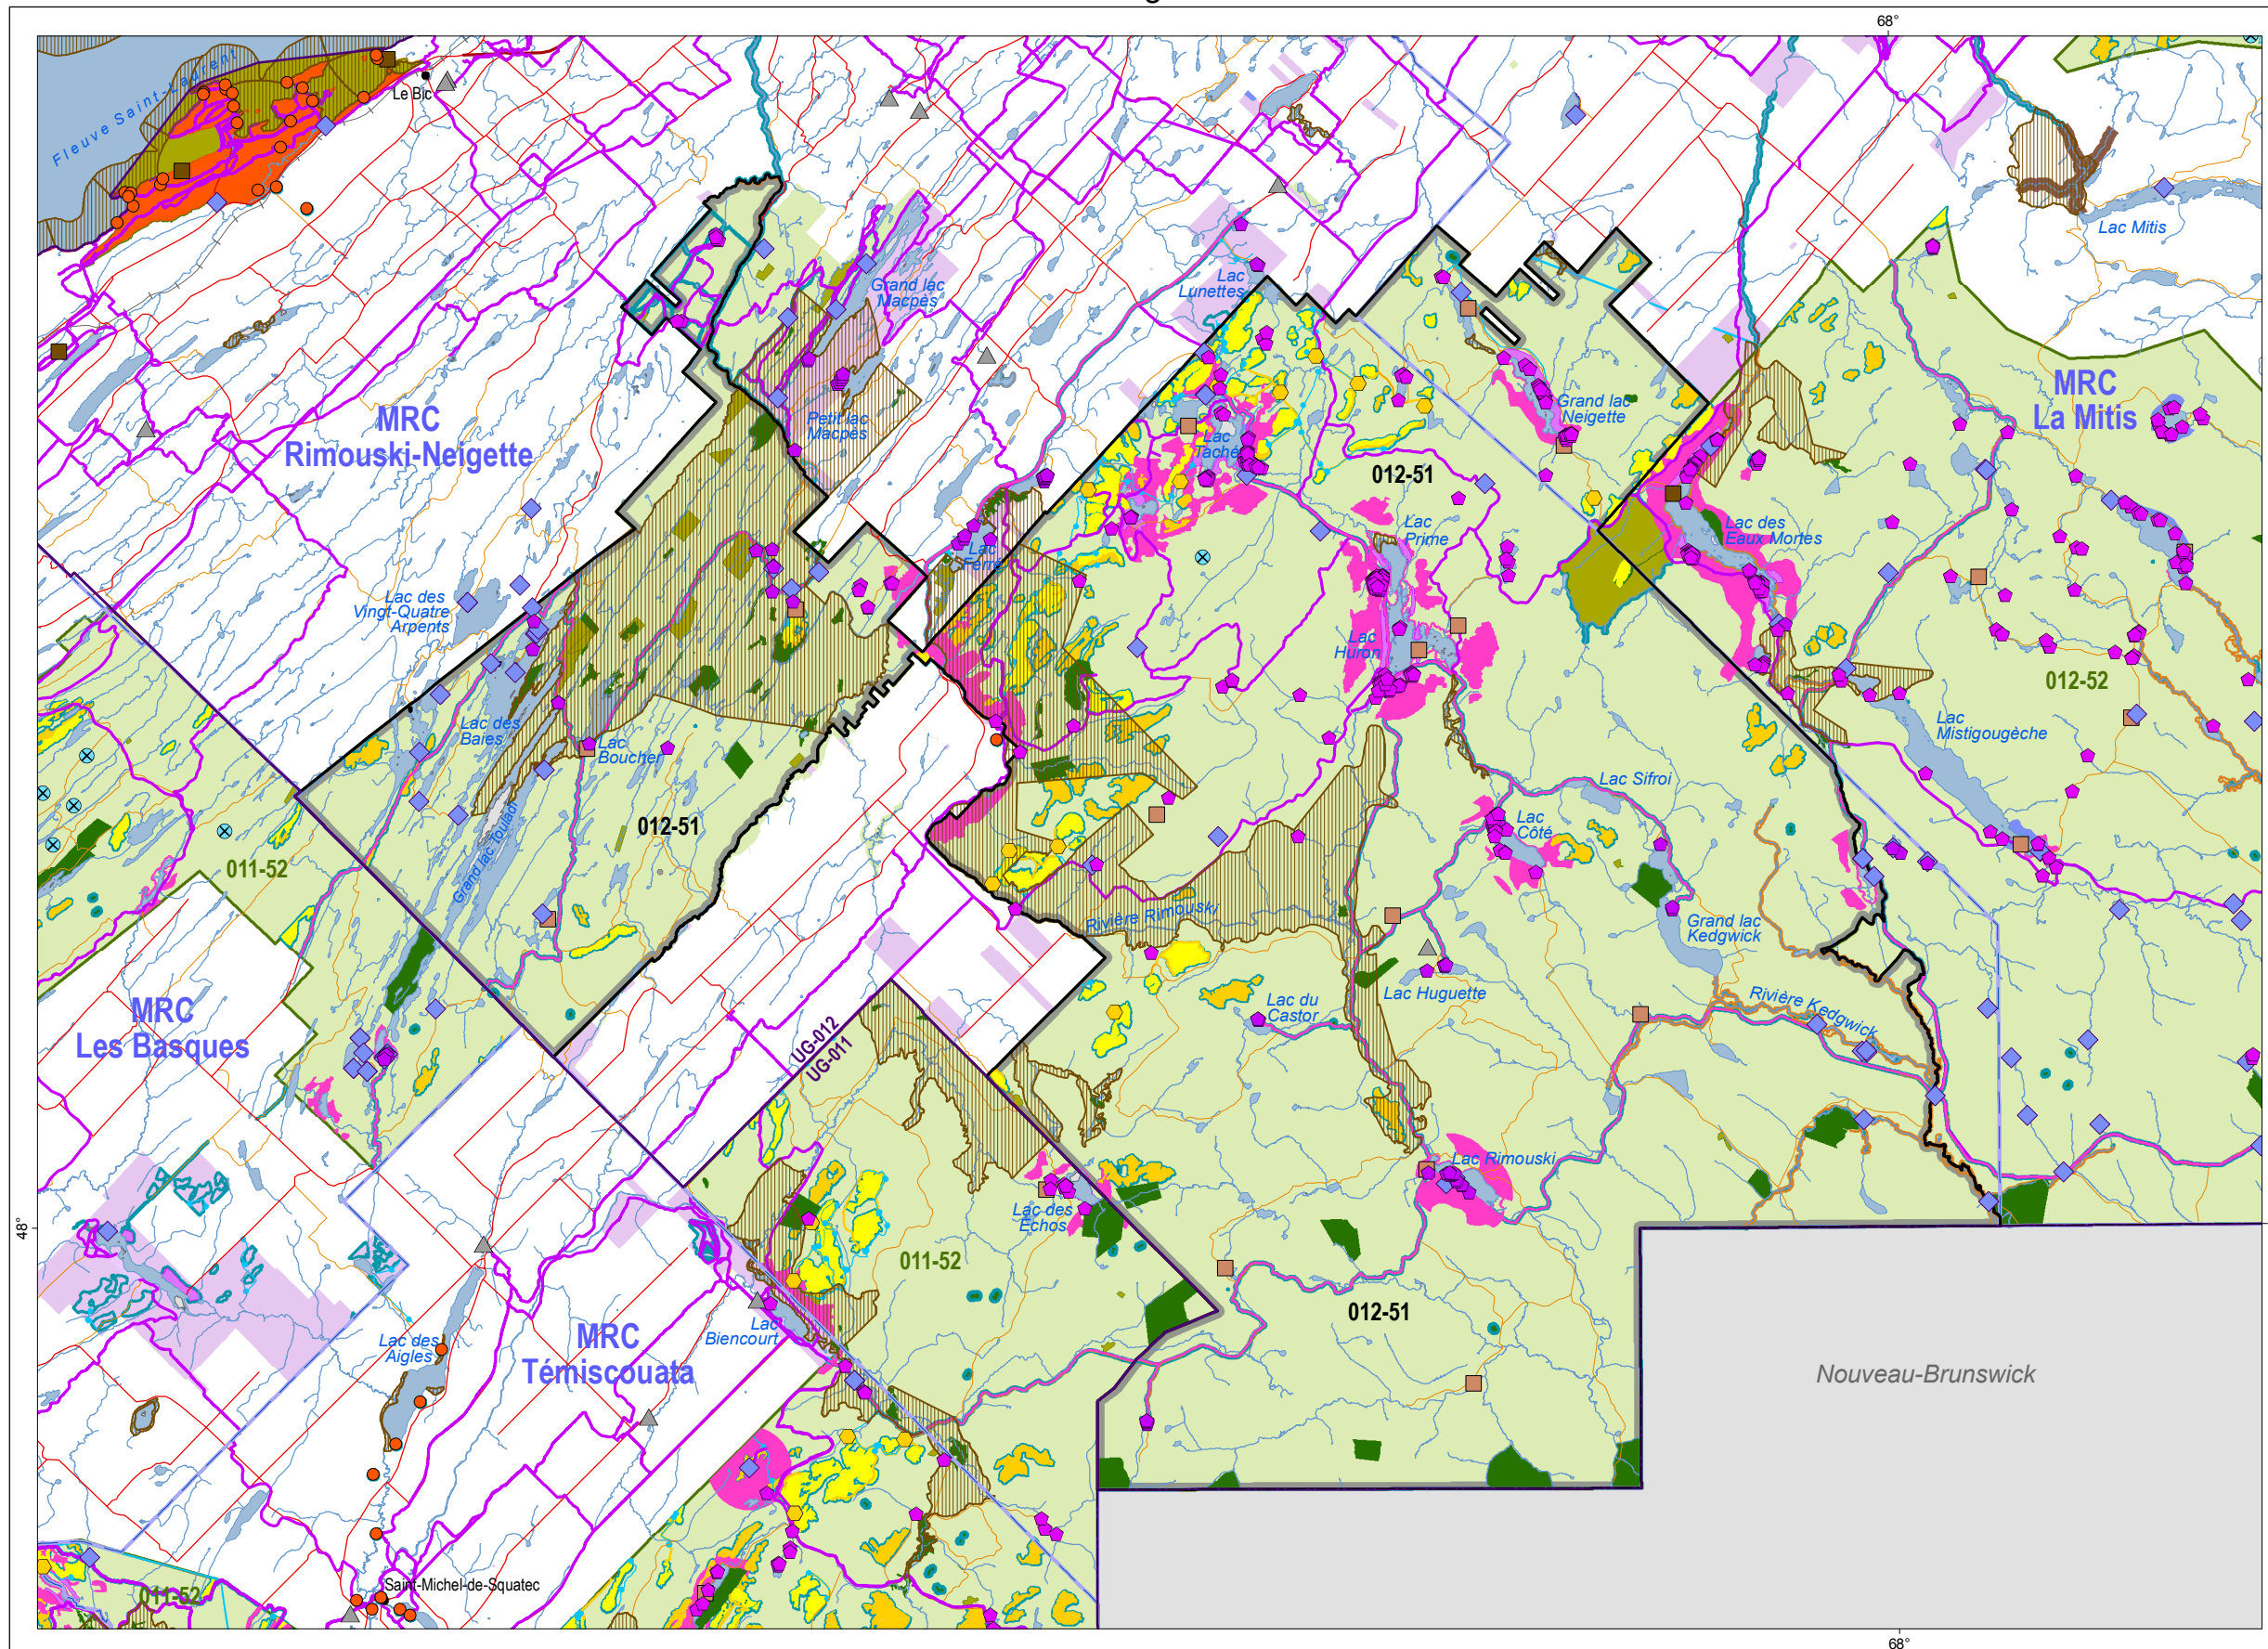 68°
Fleuve Saint-Laurent
Le Bic
Lac Mitis
Lac
Lunettes
Grand lac
Macpès
MRC
La Mitis
MRC
Rimouski-Neigette
Petit lac
Macpès
Grand lac
Neigette
Lac
Taché
012-51
Lac
Prime
Lac des
Eaux Mortes
Lac
Ferré
Lac des
Vingt-Quatre
Arpents
Lac
Huron
012-52
Lac des
Baies
Lac
Boucher
Lac
Mistigougèche
Lac Sifroi
Grand lac Touladi
012-51
Lac
Côté
011-52
Rivière Rimouski
Grand lac
Kedgwick
Lac Huguette
Lac du
Castor
Rivière Kedgwick
MRC
Les Basques
UG-012
UG-011
Lac Rimouski
Lac des
Echos
48°
011-52
012-51
Lac
Biencourt
Lac des
Aigles
MRC
Témiscouata
Nouveau-Brunswick
Saint-Michel-de-Squatec
011-52
68°